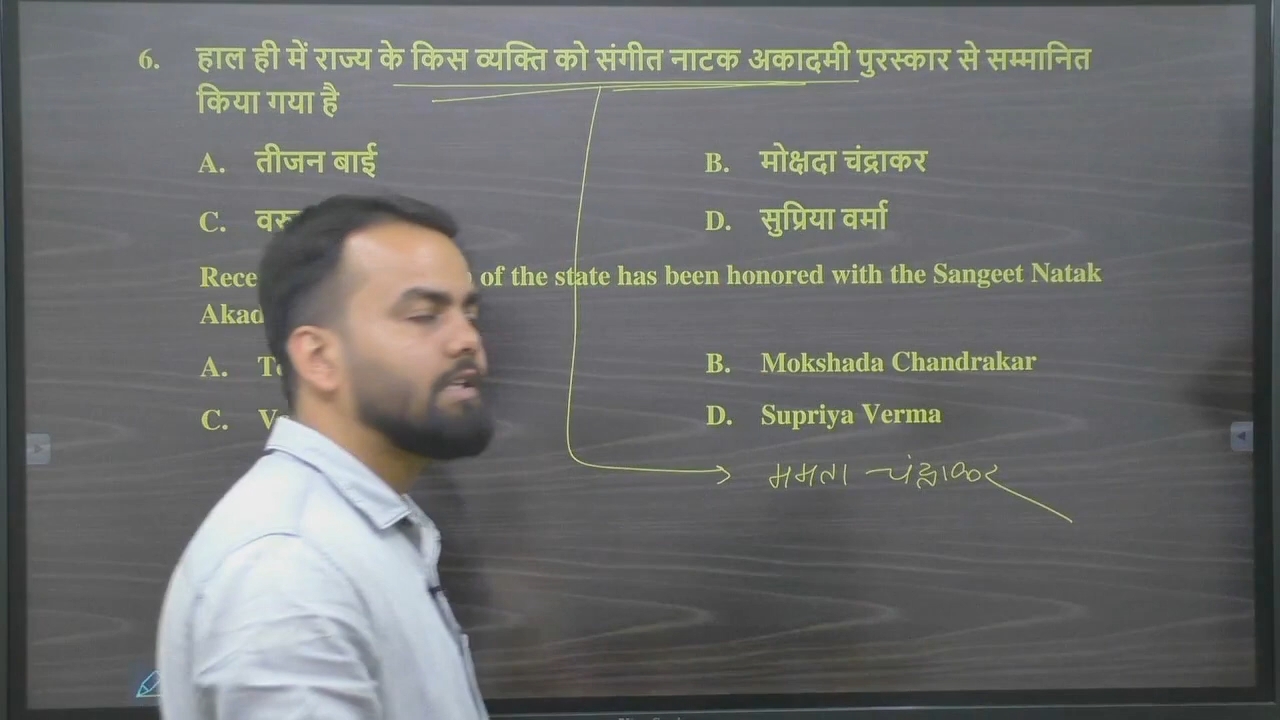 6. हाल ही में राज्य के किस व्यक्ति को संगीत नाटक अकादमी पुरस्कार से सम्मानित
किया गया है
A. तीजन बाई B. मोक्षदा चंद्राकर
C. D. सुप्रिया वर्मा
of the state has been honored with the Sangeet Natak
A. B. Mokshada Chandrakar
C. D. Supriya Verma
ममता चंद्राकर